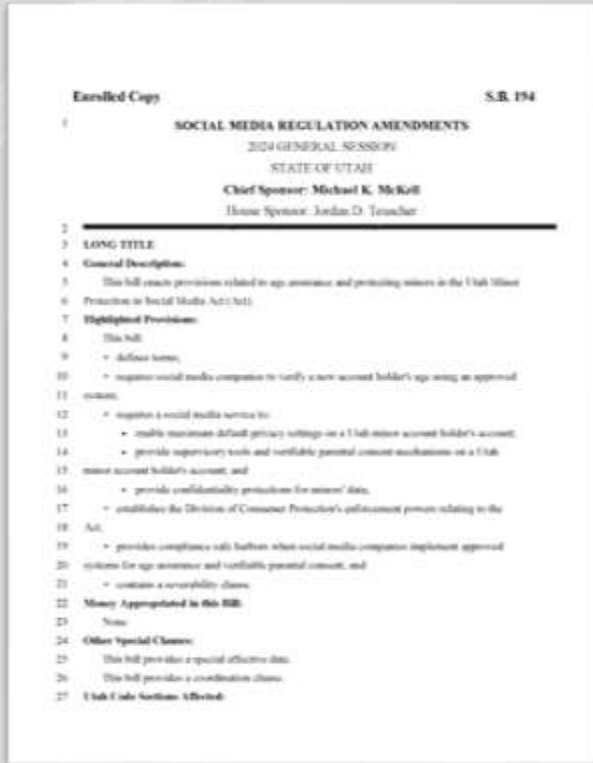 Enrolled Copy S.B. 194
1 SOCIAL MEDIA REGULATION AMENDMENTS
2024 GENERAL SESSION
STATE OF UTAH
Chief Sponsor: Michael K. McKell
House Sponsor: Jordan D. Teuscher
2
3 LONG TITLE
4 General Description:
5 This bill enacts provisions related to age assurance and protecting minors in the Utah Minor
6 Protection in Social Media Act (Act).
7 Highlighted Provisions:
8 This bill:
9 • defines terms;
10 • requires social media companies to verify a new account holder's age using an approved
11 system;
12 • requires a social media service to:
13 • enable maximum default privacy settings on a Utah minor account holder's account;
14 • provide supervisory tools and verifiable parental consent mechanisms on a Utah
15 minor account holder's account; and
16 • provide confidentiality protections for minors' data;
17 • establishes the Division of Consumer Protection's enforcement powers relating to the
18 Act;
19 • provides compliance safe harbors when social media companies implement approved
20 systems for age assurance and verifiable parental consent; and
21 • contains a severability clause.
22 Money Appropriated in this Bill:
23 None
24 Other Special Clauses:
25 This bill provides a special effective date.
26 This bill provides a coordination clause.
27 Utah Code Sections Affected: